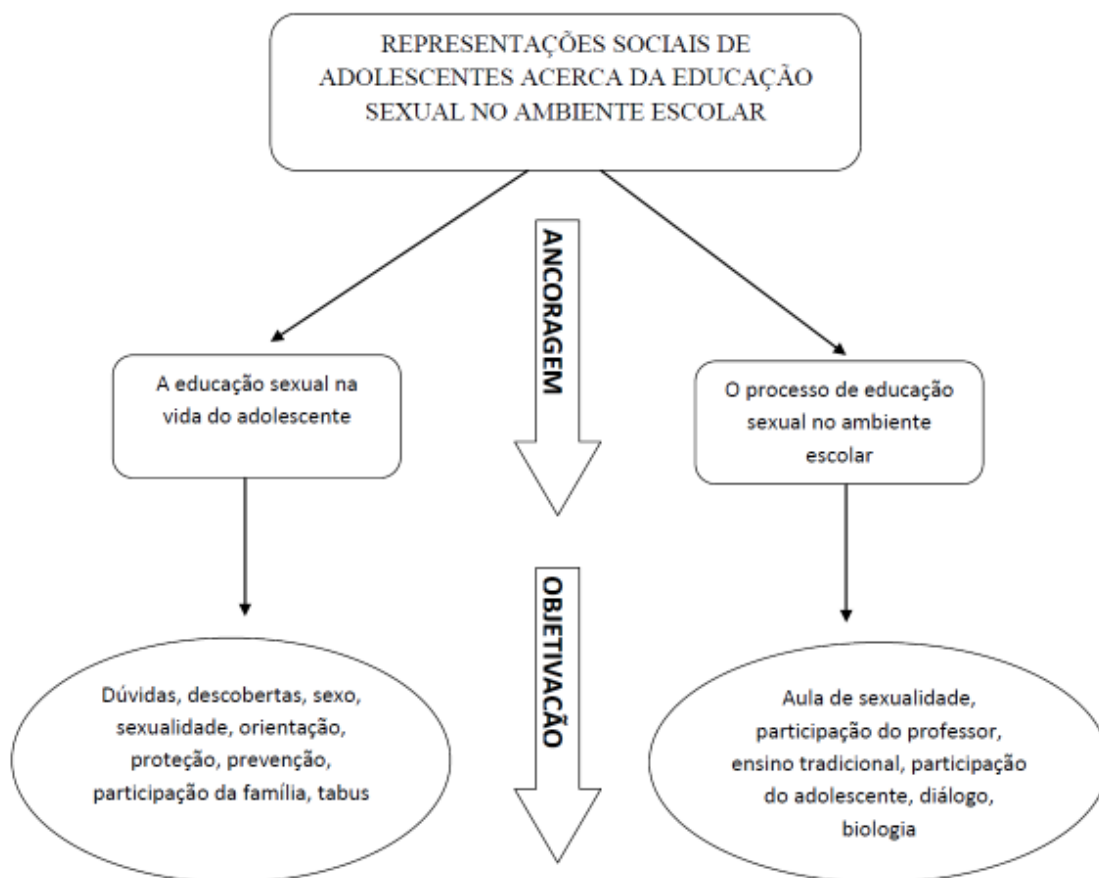 REPRESENTAÇÕES SOCIAIS DE
ADOLESCENTES ACERCA DA EDUCAÇÃO
SEXUAL NO AMBIENTE ESCOLAR
ANCORAGEM
A educação sexual na
vida do adolescente
O processo de educação
sexual no ambiente
escolar
OBJETIVACÃO
Dúvidas, descobertas, sexo,
sexualidade, orientação,
proteção, prevenção,
participação da família, tabus
Aula de sexualidade,
participação do professor,
ensino tradicional, participação
do adolescente, diálogo,
biologia